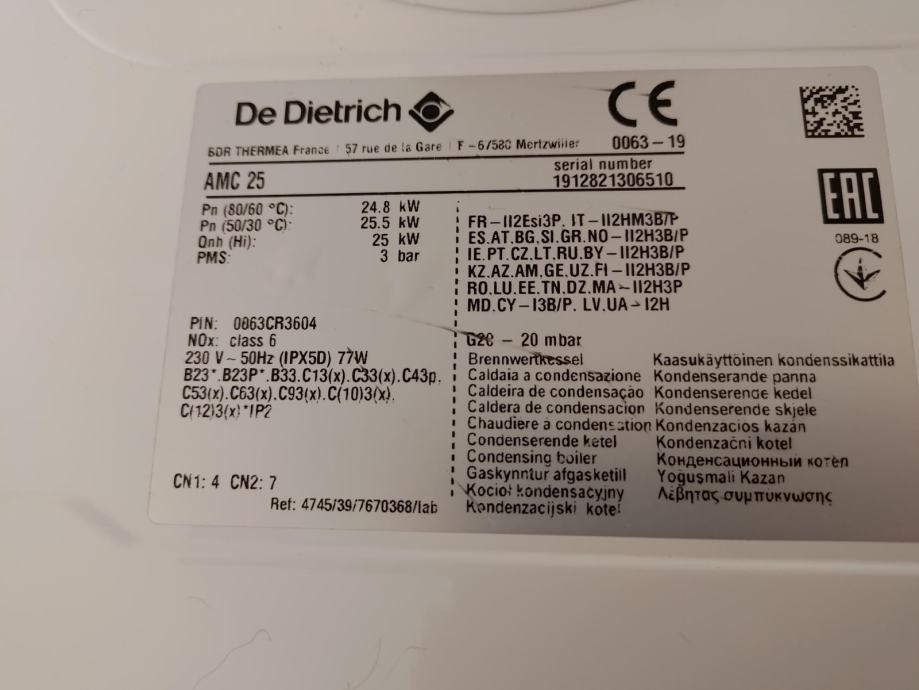 De Dietrich
CE
BDR THERMEA France 57 rue de la Gare F - 67580 Mertzwiller 0063 - 19
serial number
AMC 25 1912821306510
Pn (80/60 °C): 24.8 kW
Pn (50/30 °C): 25.5 kW
Qnh (Hi): 25 kW
PMS: 3 bar
FR - II2Esi3P. IT - II2HM3B/P
ES.AT.BG.SI.GR.NO - II2H3B/P
IE.PT.CZ.LT.RU.BY - II2H3B/P
KZ.AZ.AM.GE.UZ.FI - II2H3B/P
RO.LU.EE.TN.DZ.MA - II2H3P
MD.CY - I3B/P. LV.UA - I2H
EAC
089-18
PIN: 0063CR3604
NOx: class 6
230 V ~ 50Hz (IPX5D) 77W
B23*.B23P*.B33.C13(x).C33(x).C43p.
C53(x).C63(x).C93(x).C(10)3(x).
C(12)3(x) *IP2
CN1: 4 CN2: 7
Ref: 4745/39/7670368/lab
G20 - 20 mbar
Brennwertkessel
Caldaia a condensazione
Caldeira de condensação
Caldera de condensacion
Chaudiere a condensation
Condenserende ketel
Condensing boiler
Gaskynntur afgasketill
Kocioł kondensacyjny
Kondenzacijski kotel
Kaasukäyttöinen kondenssikattila
Kondenserande panna
Kondenserende kedel
Kondenserende skjele
Kondenzacios kazán
Kondenzačni kotel
Конденсационный котёл
Yoğuşmali Kazan
Λέβητας συμπυκνωσης